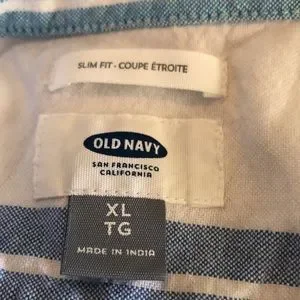 SLIM FIT - COUPE ÉTROITE
OLD NAVY
SAN FRANCISCO
CALIFORNIA
XL
TG
MADE IN INDIA